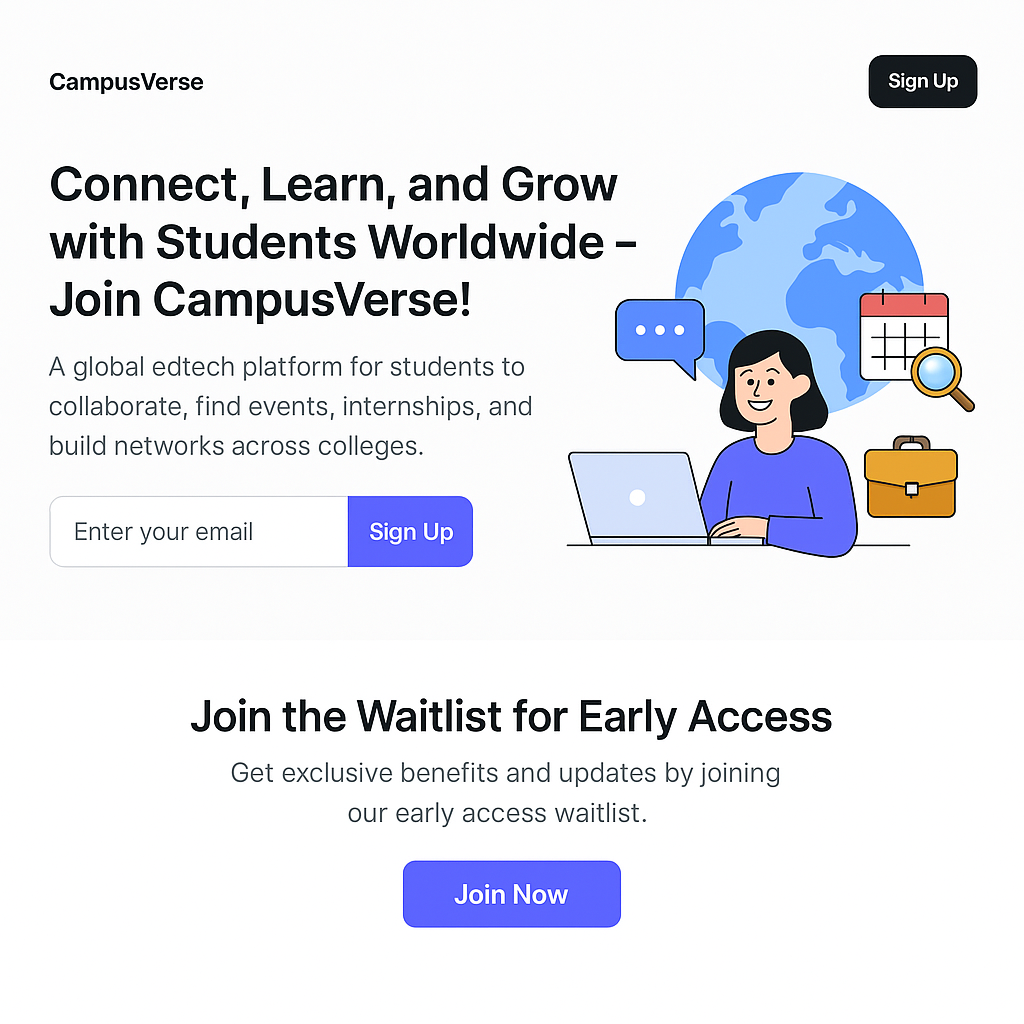 CampusVerse
Sign Up
Connect, Learn, and Grow
with Students Worldwide –
Join CampusVerse!
A global edtech platform for students to
collaborate, find events, internships, and
build networks across colleges.
Enter your email
Sign Up
Join the Waitlist for Early Access
Get exclusive benefits and updates by joining
our early access waitlist.
Join Now